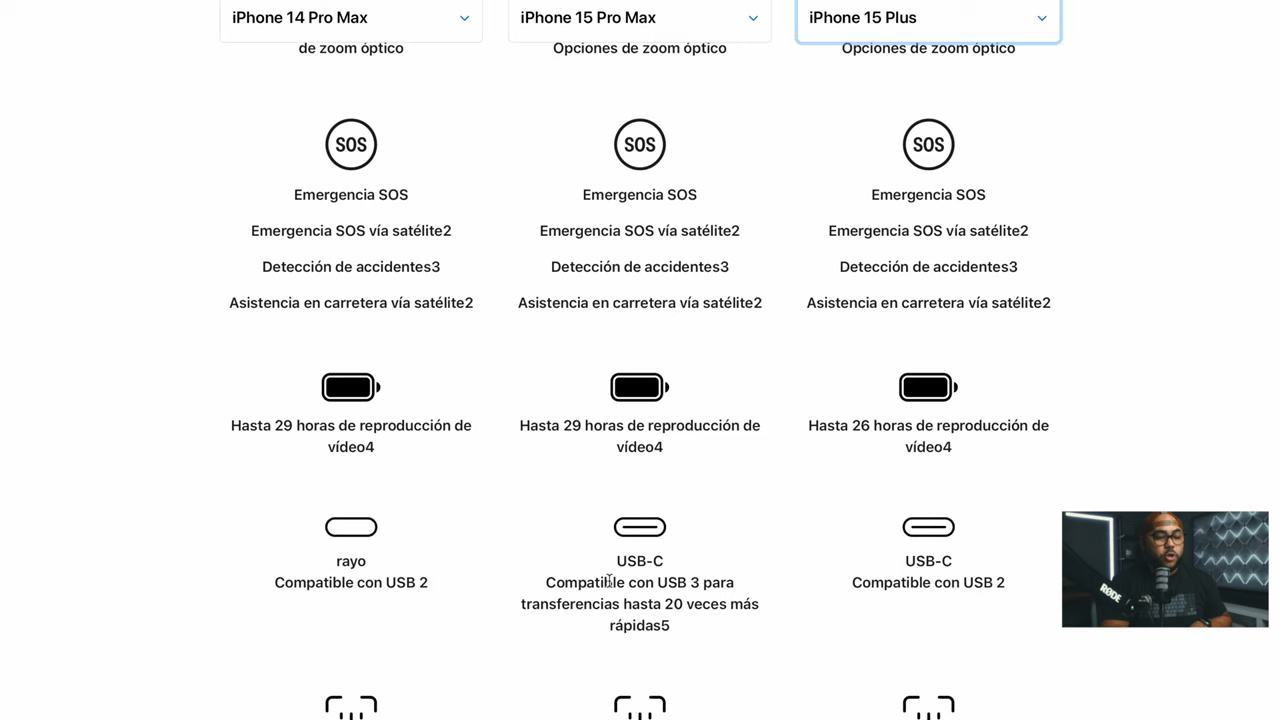 iPhone 14 Pro Max
iPhone 15 Pro Max
iPhone 15 Plus
de zoom óptico
Opciones de zoom óptico
Opciones de zoom óptico
SOS
SOS
SOS
Emergencia SOS
Emergencia SOS
Emergencia SOS
Emergencia SOS vía satélite2
Emergencia SOS vía satélite2
Emergencia SOS vía satélite2
Detección de accidentes3
Detección de accidentes3
Detección de accidentes3
Asistencia en carretera vía satélite2
Asistencia en carretera vía satélite2
Asistencia en carretera vía satélite2
Hasta 29 horas de reproducción de
vídeo4
Hasta 29 horas de reproducción de
vídeo4
Hasta 26 horas de reproducción de
vídeo4
rayo
Compatible con USB 2
USB-C
Compatible con USB 3 para
transferencias hasta 20 veces más
rápidas5
USB-C
Compatible con USB 2
RØDE